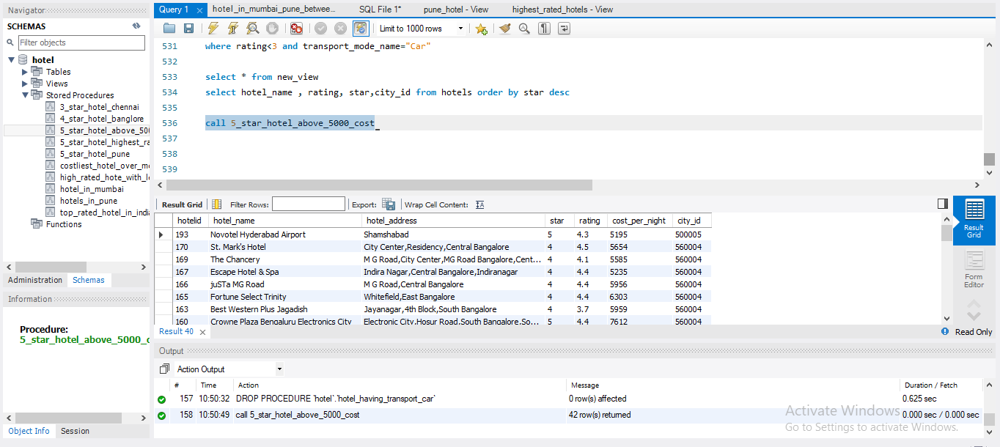 Navigator
SCHEMAS
Filter objects
hotel
Tables
Views
Stored Procedures
3_star_hotel_chennai
4_star_hotel_banglore
5_star_hotel_above_500
5_star_hotel_highest_ra
5_star_hotel_pune
costliest_hotel_over_mo
high_rated_hote_with_lo
hotel_in_mumbai
hotels_in_pune
top_rated_hotel_in_india
Functions
Administration Schemas
Information
Procedure:
5_star_hotel_above_5000_c
Object Info Session
Query 1 hotel_in_mumbai_pune_betwee... SQL File 1* pune_hotel - View highest_rated_hotels - View
Limit to 1000 rows
531 where rating<3 and transport_mode_name="Car"
532
533 select * from new_view
534 select hotel_name , rating, star,city_id from hotels order by star desc
535
536 call 5_star_hotel_above_5000_cost
537
538
539
Result Grid Filter Rows: Export: Wrap Cell Content: IA
hotelid hotel_name hotel_address star rating cost_per_night city_id
193 Novotel Hyderabad Airport Shamshabad 5 4.3 5195 500005
170 St. Mark's Hotel City Center,Residency,Central Bangalore 4 4.5 5654 560004
169 The Chancery M G Road,City Center,MG Road Bangalore,Cent... 4 4.1 5585 560004
167 Escape Hotel & Spa Indira Nagar,Central Bangalore,Indiranagar 4 4.4 5235 560004
166 juSTa MG Road M G Road,Central Bangalore 4 4.4 5956 560004
165 Fortune Select Trinity Whitefield,East Bangalore 4 4.4 6303 560004
163 Best Western Plus Jagadish Jayanagar,4th Block,South Bangalore 4 3.7 5959 560004
160 Crowne Plaza Bengaluru Electronics City Electronic City,Hosur Road,South Bangalore,So... 5 4.4 7612 560004
Result Grid
Form Editor
Result 40 Read Only
Output
Action Output
# Time Action Message Duration / Fetch
157 10:50:32 DROP PROCEDURE `hotel`.`hotel_having_transport_car` 0 row(s) affected 0.625 sec
158 10:50:49 call 5_star_hotel_above_5000_cost 42 row(s) returned 0.000 sec / 0.000 sec
Activate Windows
Go to Settings to activate Windows.